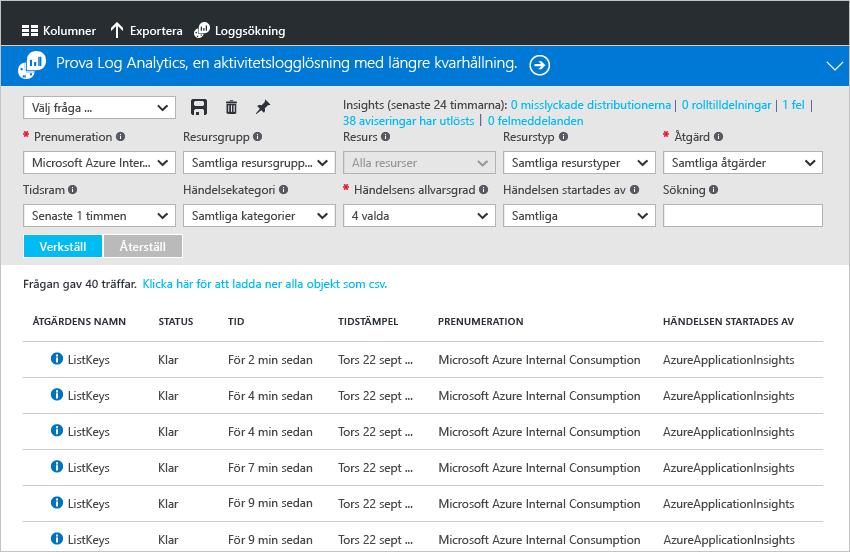 Kolumner Exportera Loggsökning
Prova Log Analytics, en aktivitetslogglösning med längre kvarhållning.
Välj fråga ...
Insights (senaste 24 timmarna): 0 misslyckade distributionerna | 0 rolltilldelningar | 1 fel |
38 aviseringar har utlösts | 0 felmeddelanden
* Prenumeration Resursgrupp Resurs Resurstyp * Åtgärd
Microsoft Azure Inter... Samtliga resursgrupp... Alla resurser Samtliga resurstyper Samtliga åtgärder
Tidsram Händelsekategori * Händelsens allvarsgrad Händelsen startades av Sökning
Senaste 1 timmen Samtliga kategorier 4 valda Samtliga
Verkställ Återställ
Frågan gav 40 träffar. Klicka här för att ladda ner alla objekt som csv.
ÅTGÄRDENS NAMN STATUS TID TIDSTÄMPEL PRENUMERATION HÄNDELSEN STARTADES AV
ListKeys Klar För 2 min sedan Tors 22 sept ... Microsoft Azure Internal Consumption AzureApplicationInsights
ListKeys Klar För 4 min sedan Tors 22 sept ... Microsoft Azure Internal Consumption AzureApplicationInsights
ListKeys Klar För 4 min sedan Tors 22 sept ... Microsoft Azure Internal Consumption AzureApplicationInsights
ListKeys Klar För 7 min sedan Tors 22 sept ... Microsoft Azure Internal Consumption AzureApplicationInsights
ListKeys Klar För 9 min sedan Tors 22 sept ... Microsoft Azure Internal Consumption AzureApplicationInsights
ListKeys Klar För 9 min sedan Tors 22 sept ... Microsoft Azure Internal Consumption AzureApplicationInsights